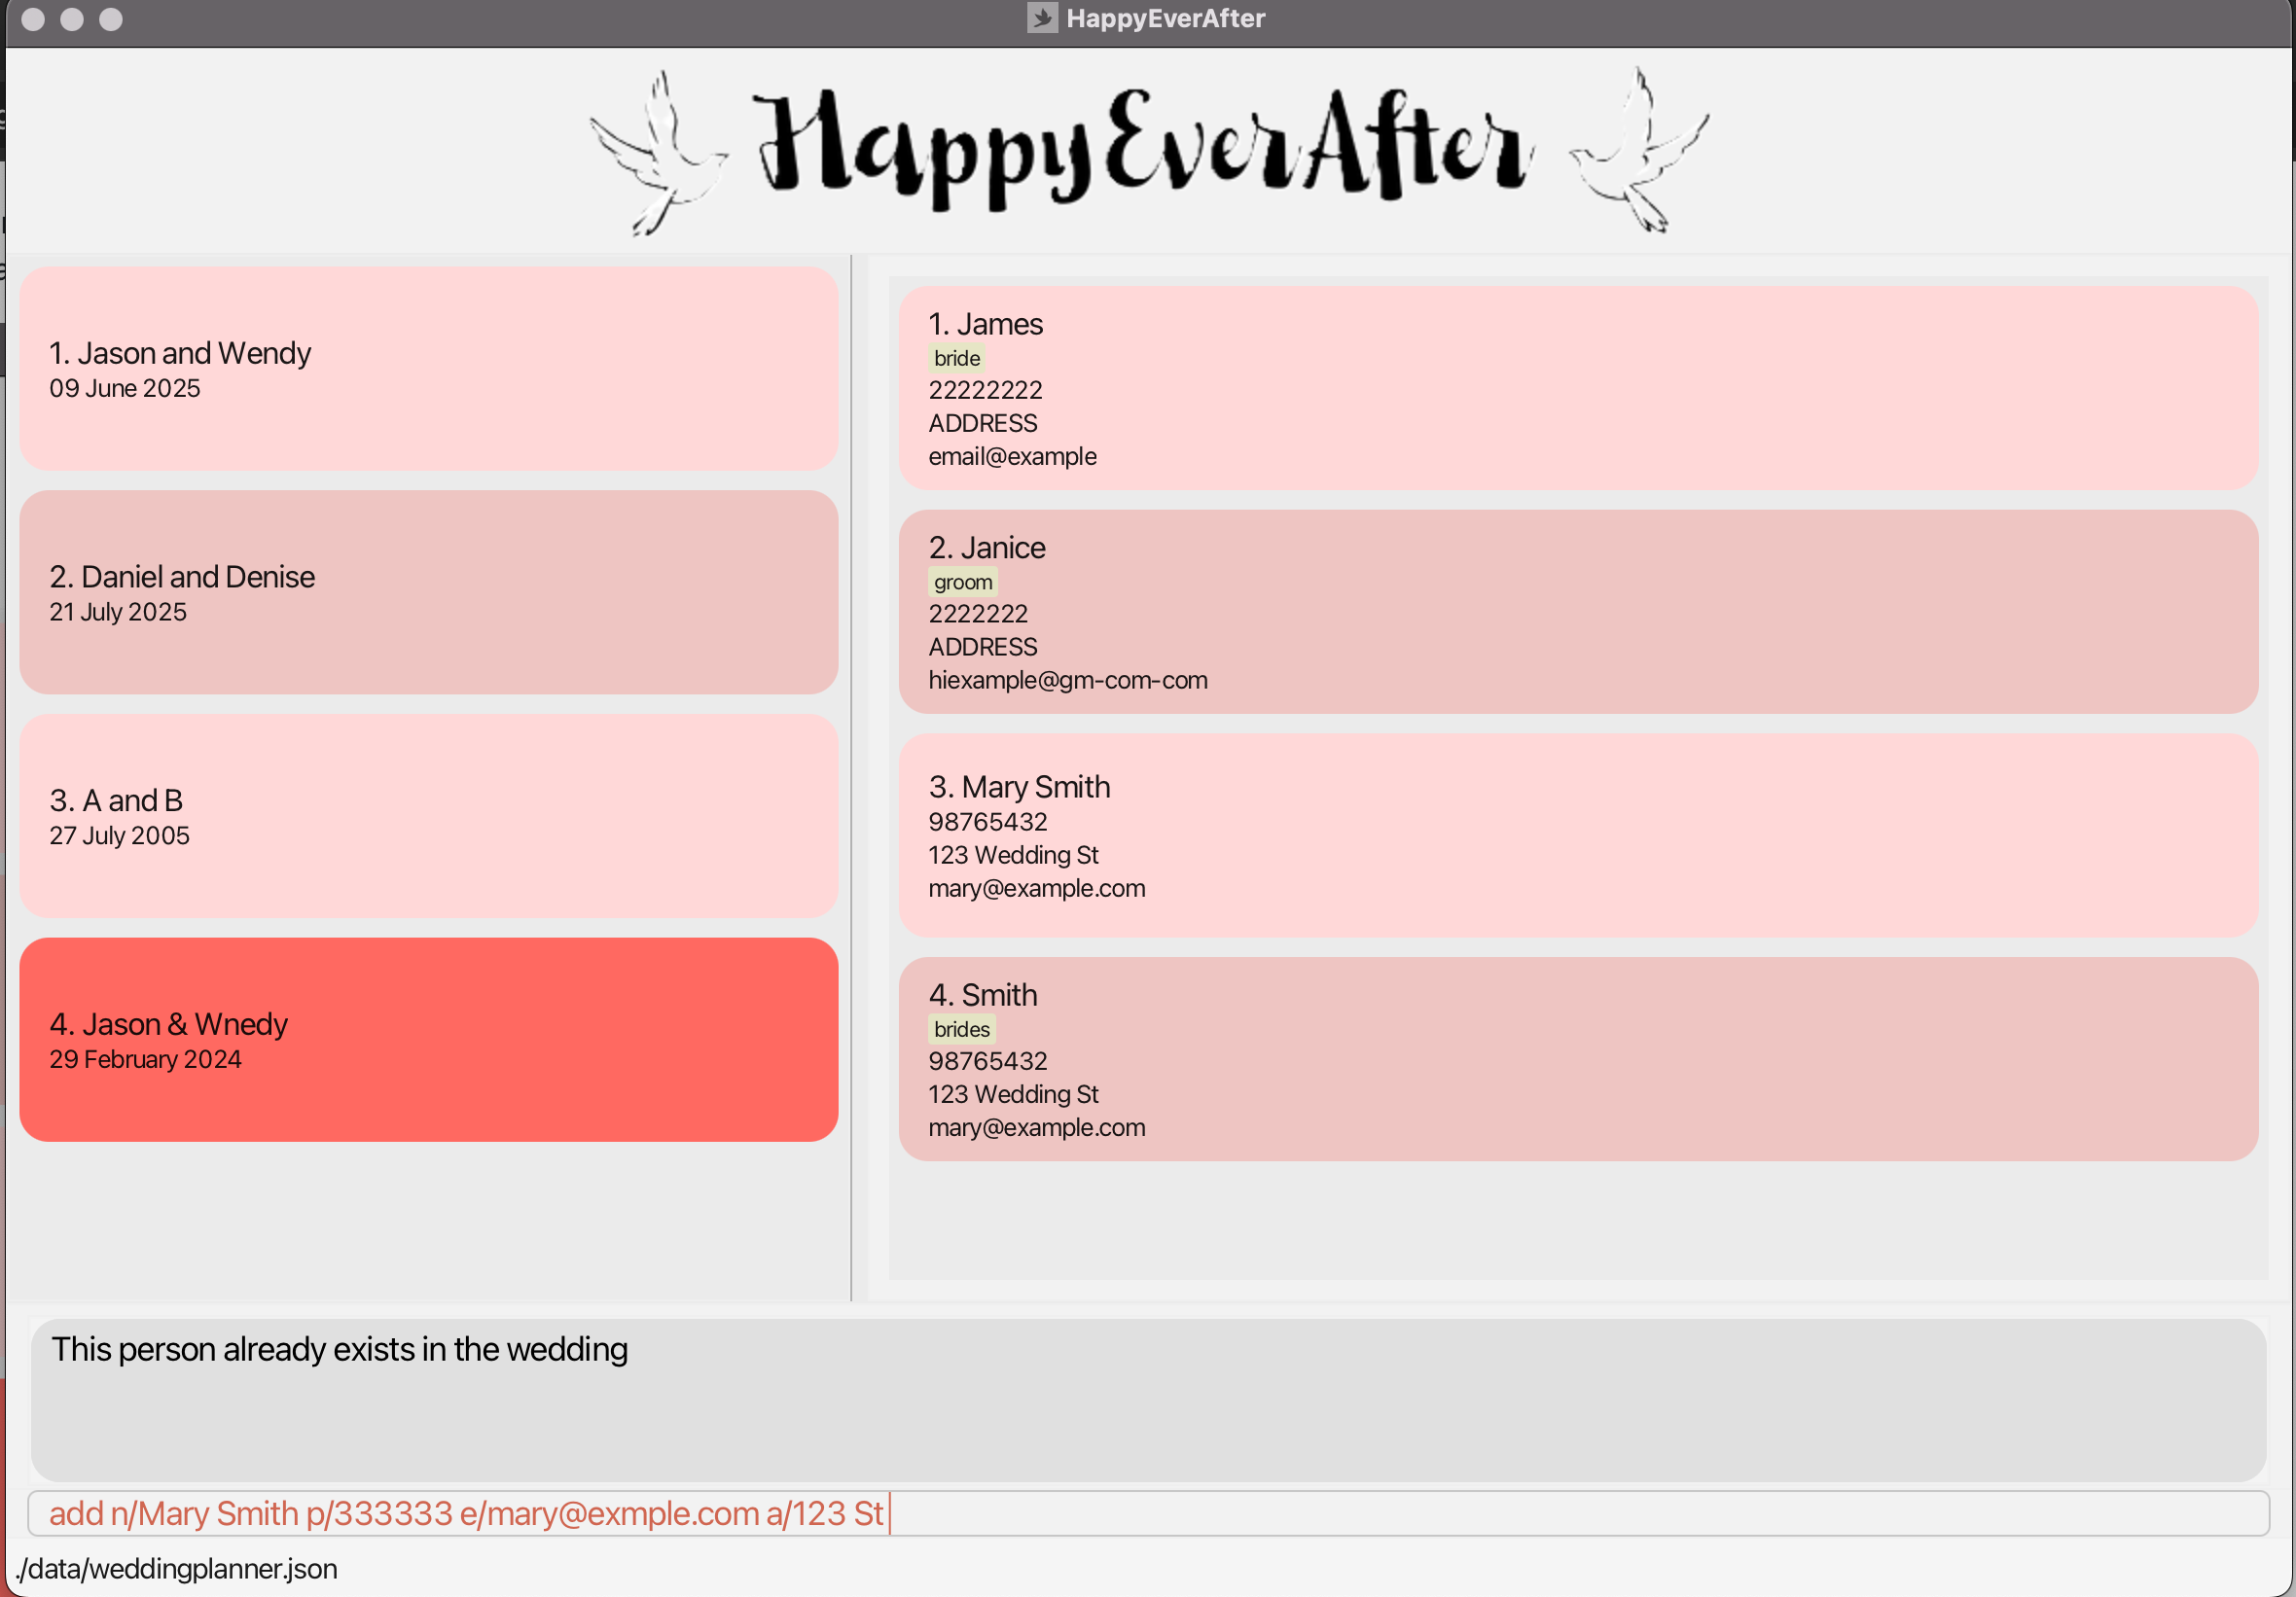 HappyEverAfter
HappyEverAfter
1. Jason and Wendy
09 June 2025
2. Daniel and Denise
21 July 2025
3. A and B
27 July 2005
4. Jason & Wnedy
29 February 2024
1. James
bride
22222222
ADDRESS
email@example
2. Janice
groom
2222222
ADDRESS
hiexample@gm-com-com
3. Mary Smith
98765432
123 Wedding St
mary@example.com
4. Smith
brides
98765432
123 Wedding St
mary@example.com
This person already exists in the wedding
add n/Mary Smith p/333333 e/mary@exmple.com a/123 St
./data/weddingplanner.json